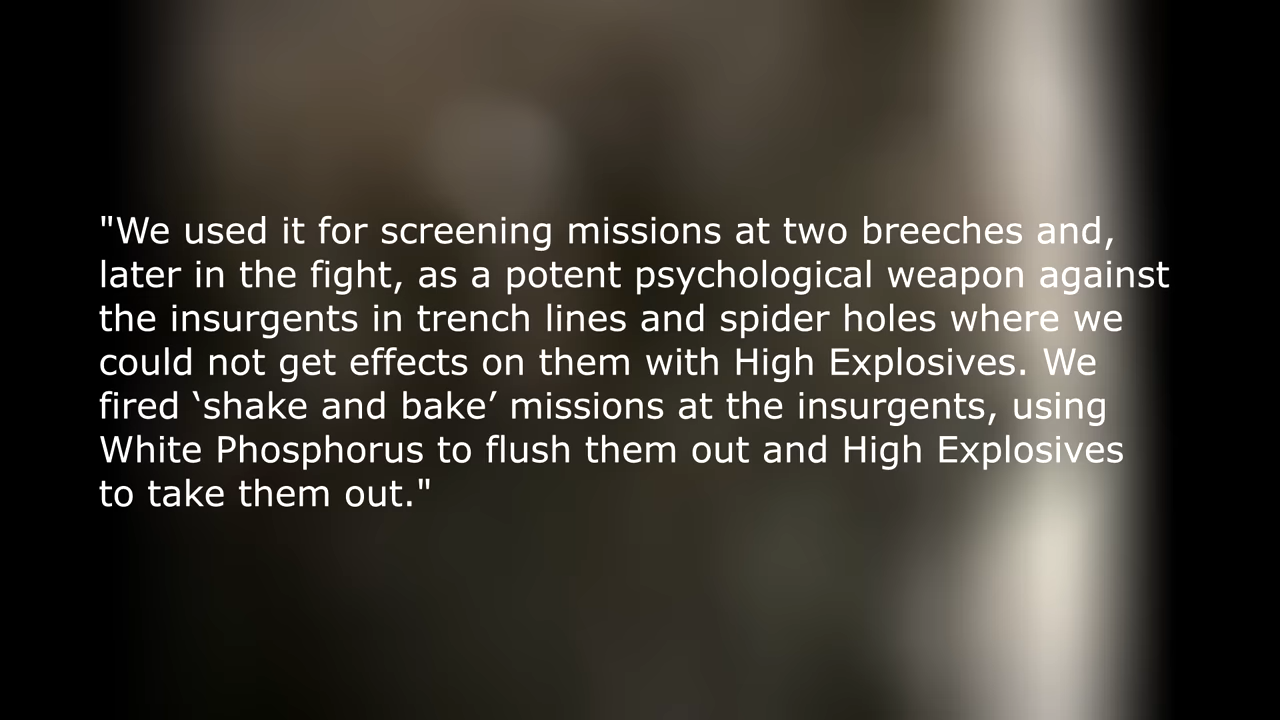 "We used it for screening missions at two breeches and,
later in the fight, as a potent psychological weapon against
the insurgents in trench lines and spider holes where we
could not get effects on them with High Explosives. We
fired ‘shake and bake’ missions at the insurgents, using
White Phosphorus to flush them out and High Explosives
to take them out."